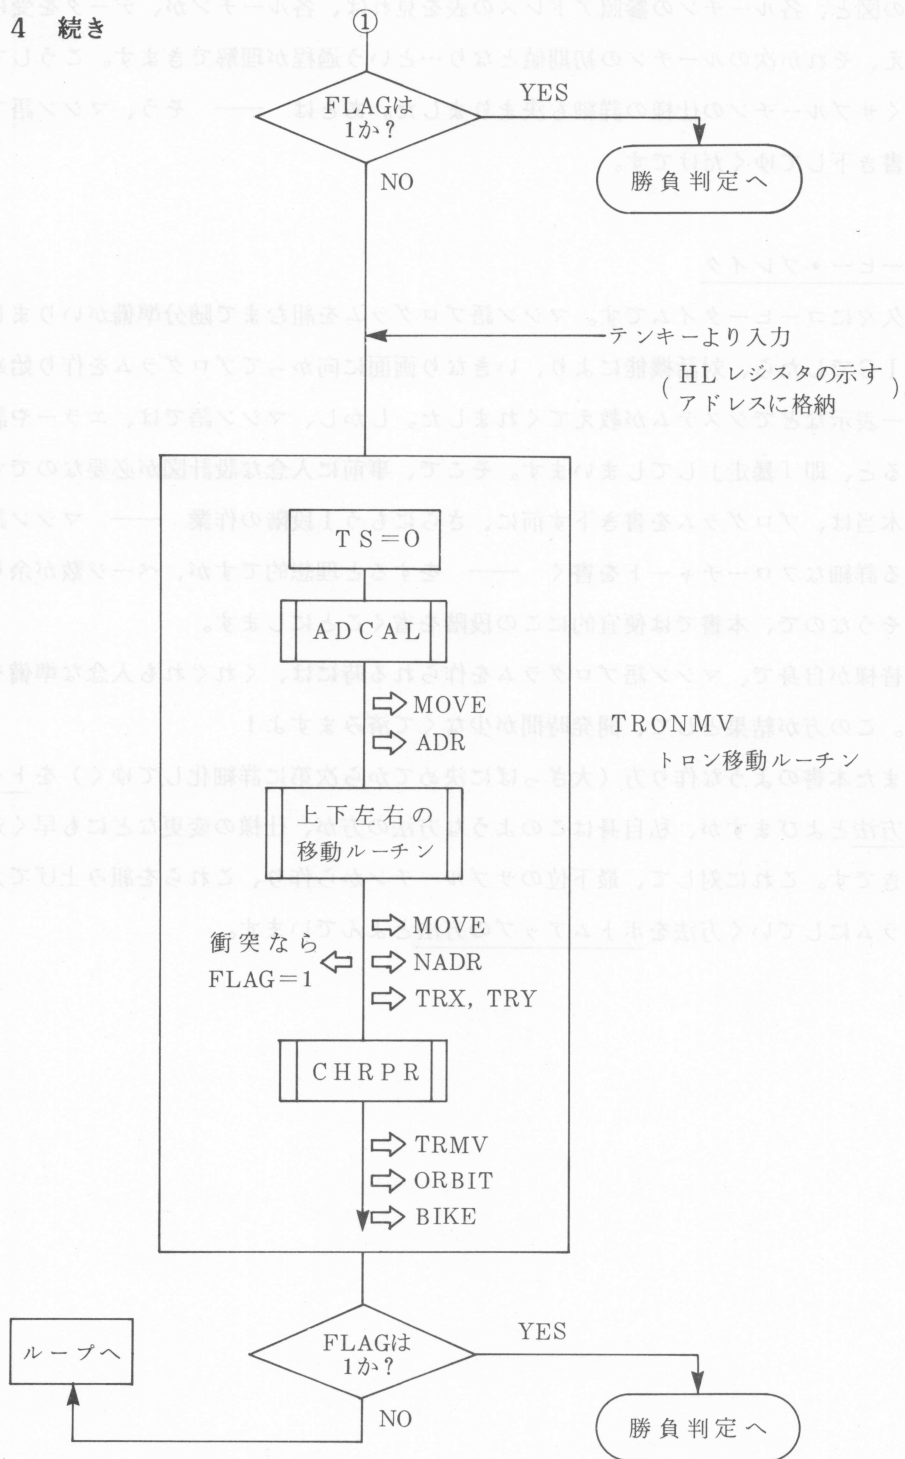 4 続き
①
FLAGは
1か?
YES
勝負判定へ
NO
テンキーより入力
(HLレジスタの示す
アドレスに格納)
TS=0
ADCAL
MOVE
ADR
TRONMV
トロン移動ルーチン
上下左右の
移動ルーチン
衝突なら
FLAG=1
MOVE
NADR
TRX, TRY
CHRPR
TRMV
ORBIT
BIKE
FLAGは
1か?
YES
ループへ
NO
勝負判定へ